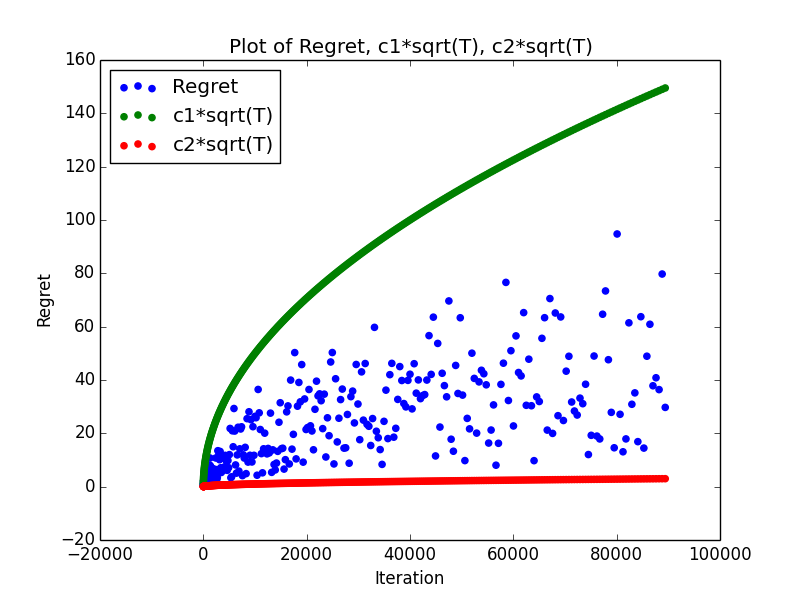 Plot of Regret, c1*sqrt(T), c2*sqrt(T)
160
140
120
100
80
60
40
20
0
−20
Regret
Regret
c1*sqrt(T)
c2*sqrt(T)
−20000 0 20000 40000 60000 80000 100000
Iteration